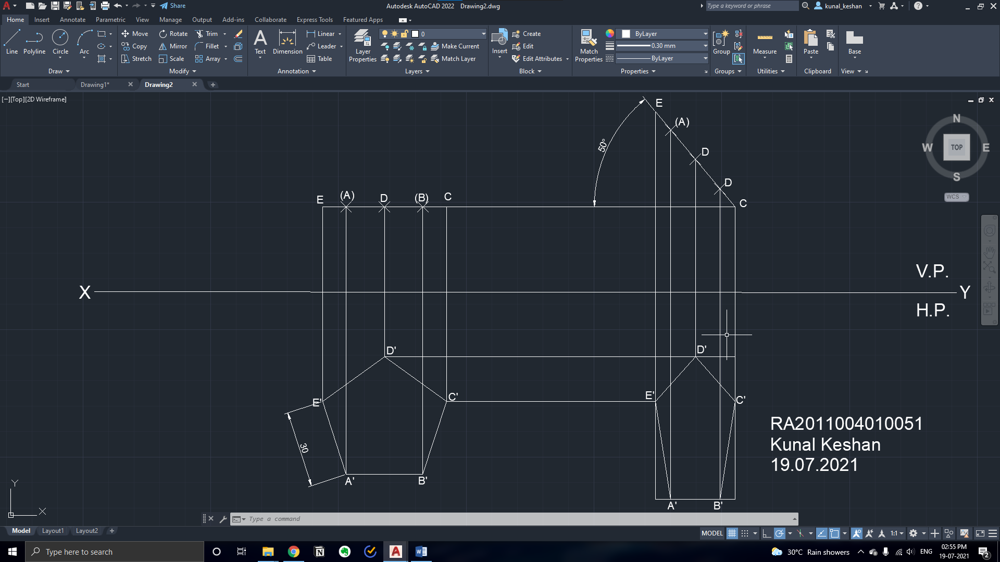 Share
Autodesk AutoCAD 2022 Drawing2.dwg
Type a keyword or phrase
kunal_keshan
Home Insert Annotate Parametric View Manage Output Add-ins Collaborate Express Tools Featured Apps
Line Polyline Circle Arc
Move Rotate Trim
Copy Mirror Fillet
Stretch Scale Array
Text Dimension
Linear
Leader
Table
Layer Properties
0
Make Current
Match Layer
Insert
Create
Edit
Edit Attributes
Match Properties
ByLayer
0.30 mm
ByLayer
Group
Measure
Paste
Base
Draw Modify Annotation Layers Block Properties Groups Utilities Clipboard View
Start Drawing1* Drawing2
[−][Top][2D Wireframe]
N
W TOP E
S
WCS
E
(A)
50°
D
D
C
E (A) D (B) C
V.P.
X Y
H.P.
D' D'
E' C' E' C'
30
A' B'
A' B'
RA2011004010051
Kunal Keshan
19.07.2021
Y
X
Type a command
Model Layout1 Layout2
MODEL
1:1
Type here to search
30°C Rain showers
ENG
02:55 PM
19-07-2021
2